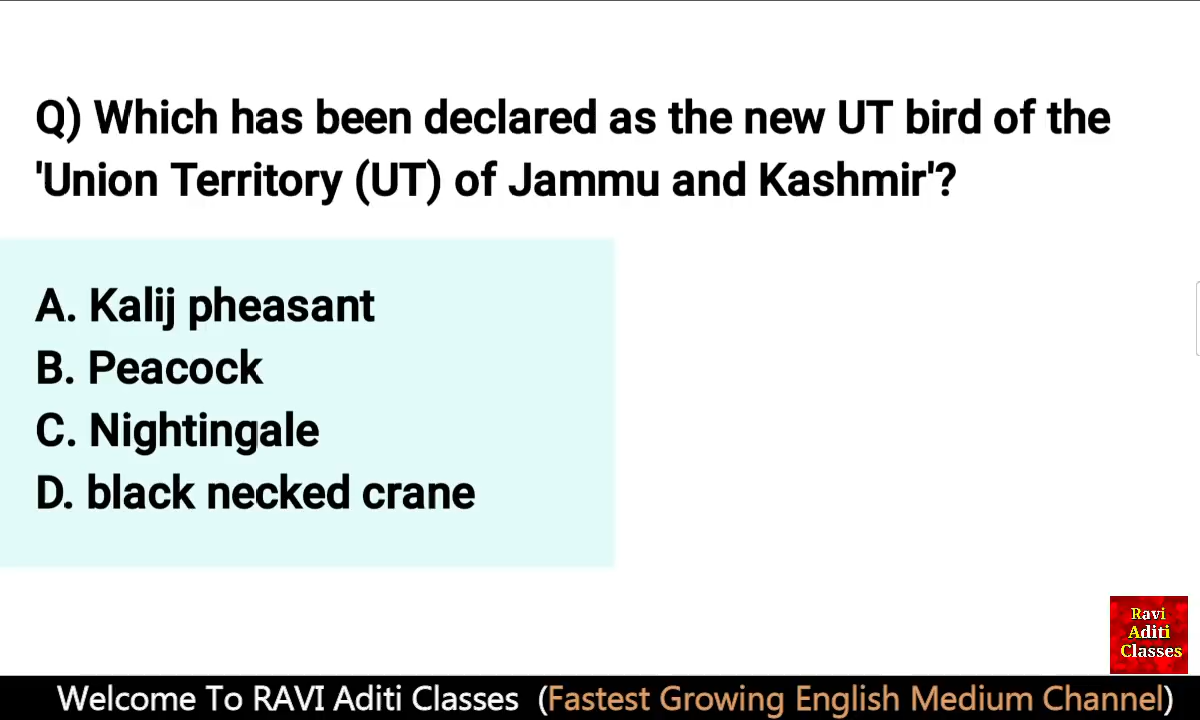 Q) Which has been declared as the new UT bird of the
'Union Territory (UT) of Jammu and Kashmir'?
A. Kalij pheasant
B. Peacock
C. Nightingale
D. black necked crane
Ravi
Aditi
Classes
Welcome To RAVI Aditi Classes (Fastest Growing English Medium Channel)